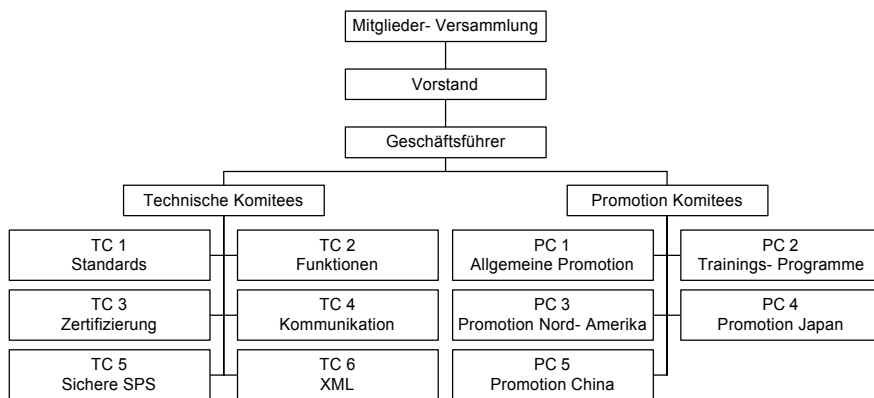 Mitglieder- Versammlung
Vorstand
Geschäftsführer
Technische Komitees
Promotion Komitees
TC 1
Standards
TC 2
Funktionen
PC 1
Allgemeine Promotion
PC 2
Trainings- Programme
TC 3
Zertifizierung
TC 4
Kommunikation
PC 3
Promotion Nord- Amerika
PC 4
Promotion Japan
TC 5
Sichere SPS
TC 6
XML
PC 5
Promotion China